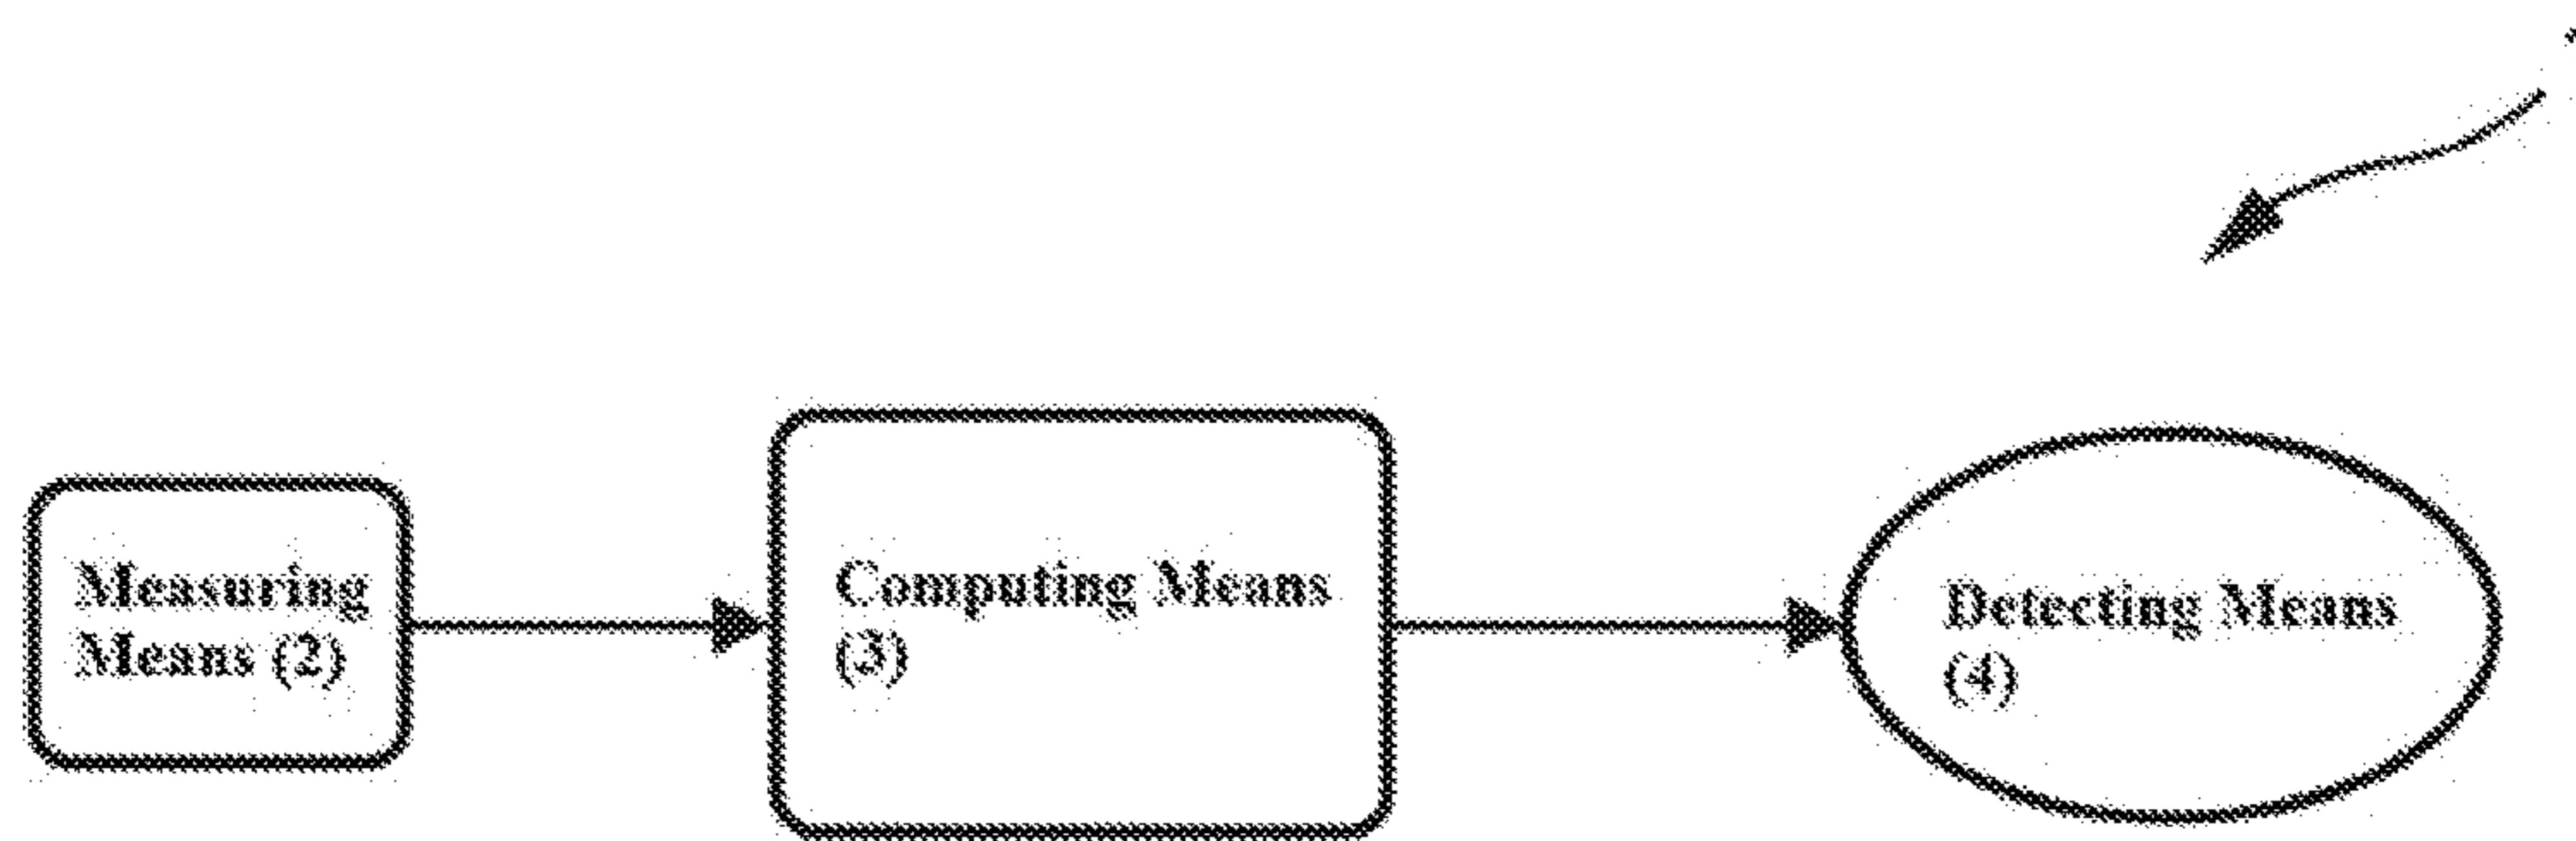 Measuring
Means (2)
Computing Means
(3)
Detecting Means
(4)